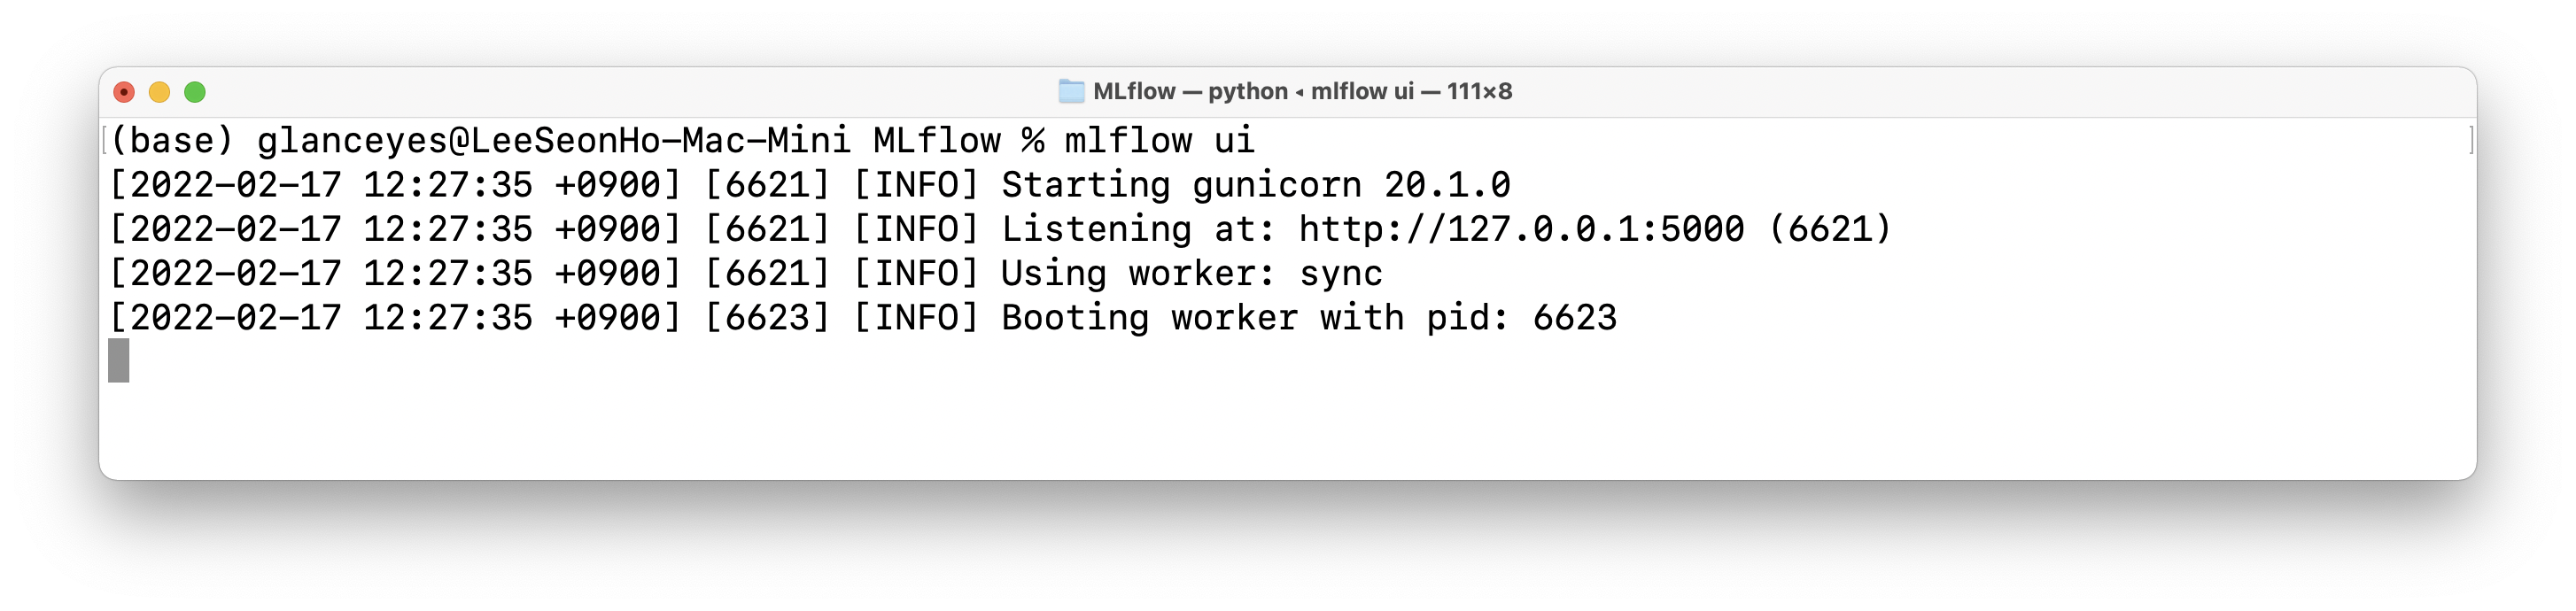 MLflow — python ◂ mlflow ui — 111×8
(base) glanceyes@LeeSeonHo-Mac-Mini MLflow % mlflow ui
[2022-02-17 12:27:35 +0900] [6621] [INFO] Starting gunicorn 20.1.0
[2022-02-17 12:27:35 +0900] [6621] [INFO] Listening at: http://127.0.0.1:5000 (6621)
[2022-02-17 12:27:35 +0900] [6621] [INFO] Using worker: sync
[2022-02-17 12:27:35 +0900] [6623] [INFO] Booting worker with pid: 6623